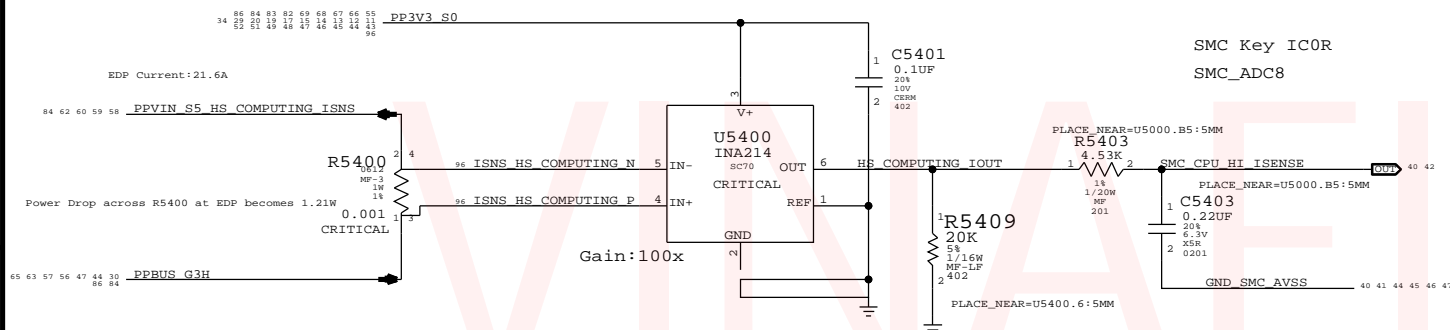 86 84 83 82 69 68 67 66 55
34 29 20 19 17 15 14 13 12 11 PP3V3_S0
52 51 49 48 47 46 45 44 43
96
EDP Current:21.6A
84 62 60 59 58 PPVIN_S5_HS_COMPUTING_ISNS
2 4
R5400
0612
MF-3
1W
1%
Power Drop across R5400 at EDP becomes 1.21W
0.001
1 3
CRITICAL
65 63 57 56 47 44 30 PPBUS_G3H
86 84
96 ISNS_HS_COMPUTING_N 5 IN-
96 ISNS_HS_COMPUTING_P 4 IN+
3
V+
U5400
INA214
SC70
CRITICAL
OUT 6 HS_COMPUTING_IOUT
REF 1
GND
2
Gain:100x
C5401
1
0.1UF
20%
10V
CERM
402
2
SMC Key IC0R
SMC_ADC8
PLACE_NEAR=U5000.B5:5MM
R5403
1 4.53K 2
1%
1/20W
MF
201
SMC_CPU_HI_ISENSE OUT 40 42
PLACE_NEAR=U5000.B5:5MM
C5403
1
0.22UF
20%
6.3V
X5R
0201
2
GND_SMC_AVSS 40 41 44 45 46 47
1
R5409
20K
5%
1/16W
MF-LF
402
2
PLACE_NEAR=U5400.6:5MM
VINAFI